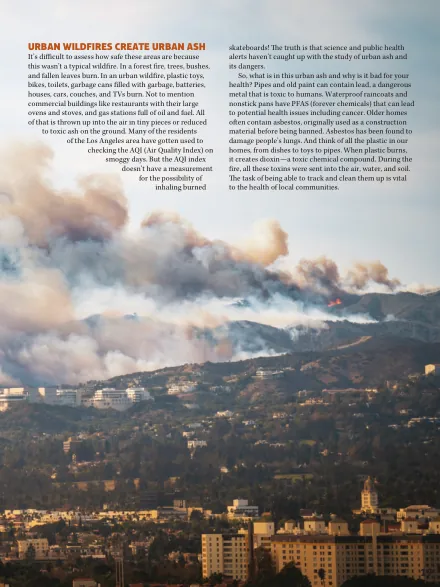 URBAN WILDFIRES CREATE URBAN ASH
It's difficult to assess how safe these areas are because
this wasn't a typical wildfire. In a forest fire, trees, bushes,
and fallen leaves burn. In an urban wildfire, plastic toys,
bikes, toilets, garbage cans filled with garbage, batteries,
houses, cars, couches, and TVs burn. Not to mention
commercial buildings like restaurants with their large
ovens and stoves, and gas stations full of oil and fuel. All
of that is thrown up into the air in tiny pieces or reduced
to toxic ash on the ground. Many of the residents
of the Los Angeles area have gotten used to
checking the AQI (Air Quality Index) on
smoggy days. But the AQI index
doesn't have a measurement
for the possibility of
inhaling burned
skateboards! The truth is that science and public health
alerts haven't caught up with the study of urban ash and
its dangers.
So, what is in this urban ash and why is it bad for your
health? Pipes and old paint can contain lead, a dangerous
metal that is toxic to humans. Waterproof raincoats and
nonstick pans have PFAS (forever chemicals) that can lead
to potential health issues including cancer. Older homes
often contain asbestos, originally used as a construction
material before being banned. Asbestos has been found to
damage people's lungs. And think of all the plastic in our
homes, from dishes to toys to pipes. When plastic burns,
it creates dioxin—a toxic chemical compound. During the
fire, all these toxins were sent into the air, water, and soil.
The task of being able to track and clean them up is vital
to the health of local communities.